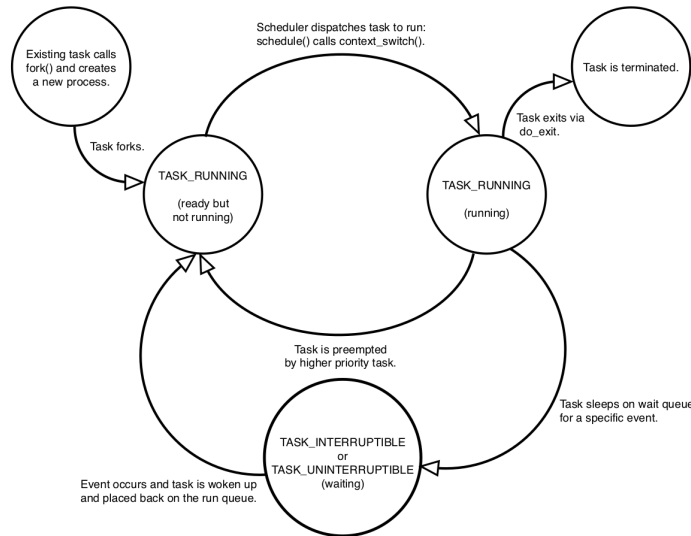 Scheduler dispatches task to run:
schedule() calls context_switch().
Existing task calls
fork() and creates
a new process.
Task is terminated.
Task exits via
do_exit.
Task forks.
TASK_RUNNING
(ready but
not running)
TASK_RUNNING
(running)
Task is preempted
by higher priority task.
Task sleeps on wait queue
for a specific event.
TASK_INTERRUPTIBLE
or
TASK_UNINTERRUPTIBLE
(waiting)
Event occurs and task is woken up
and placed back on the run queue.